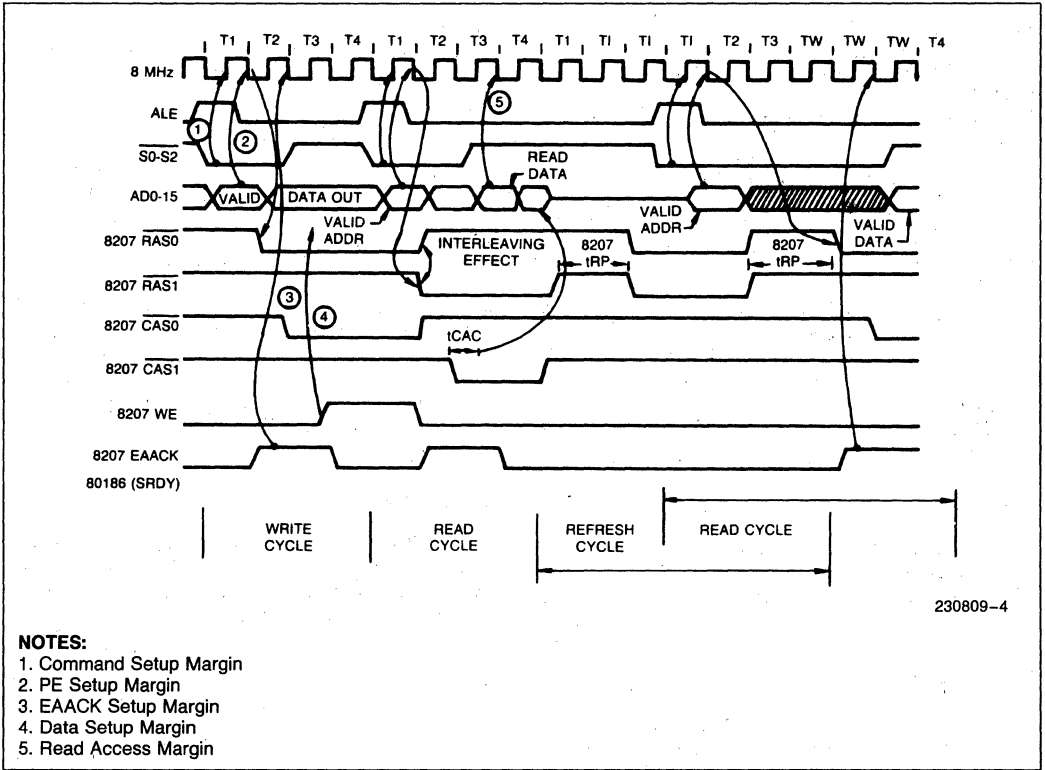 T1 T2 T3 T4 T1 T2 T3 T4 T1 TI TI TI T2 T3 TW TW TW T4
8 MHz
ALE
5
1
2
S0-S2
READ
DATA
AD0-15
VALID
DATA OUT
VALID
ADDR
VALID
ADDR
VALID
DATA
8207 RAS0
INTERLEAVING
EFFECT
8207
tRP
8207
tRP
8207 RAS1
3
4
8207 CAS0
tCAC
8207 CAS1
8207 WE
8207 EAACK
80186 (SRDY)
WRITE
CYCLE
READ
CYCLE
REFRESH
CYCLE
READ CYCLE
230809-4
NOTES:
1. Command Setup Margin
2. PE Setup Margin
3. EAACK Setup Margin
4. Data Setup Margin
5. Read Access Margin